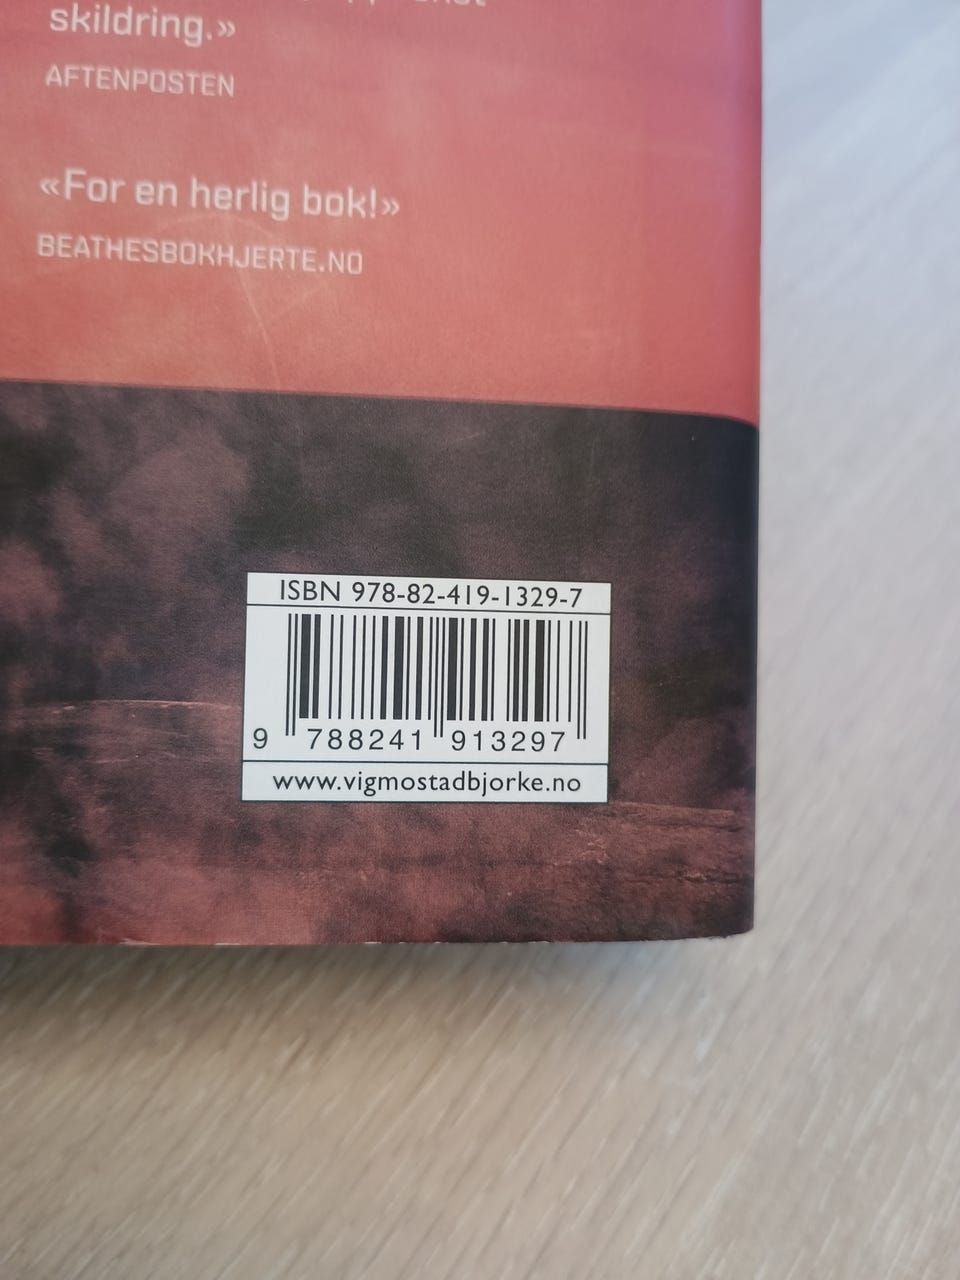 skildring.»
AFTENPOSTEN
«For en herlig bok!»
BEATHESBOKHJERTE.NO
ISBN 978-82-419-1329-7
9 788241 913297
www.vigmostadbjorke.no